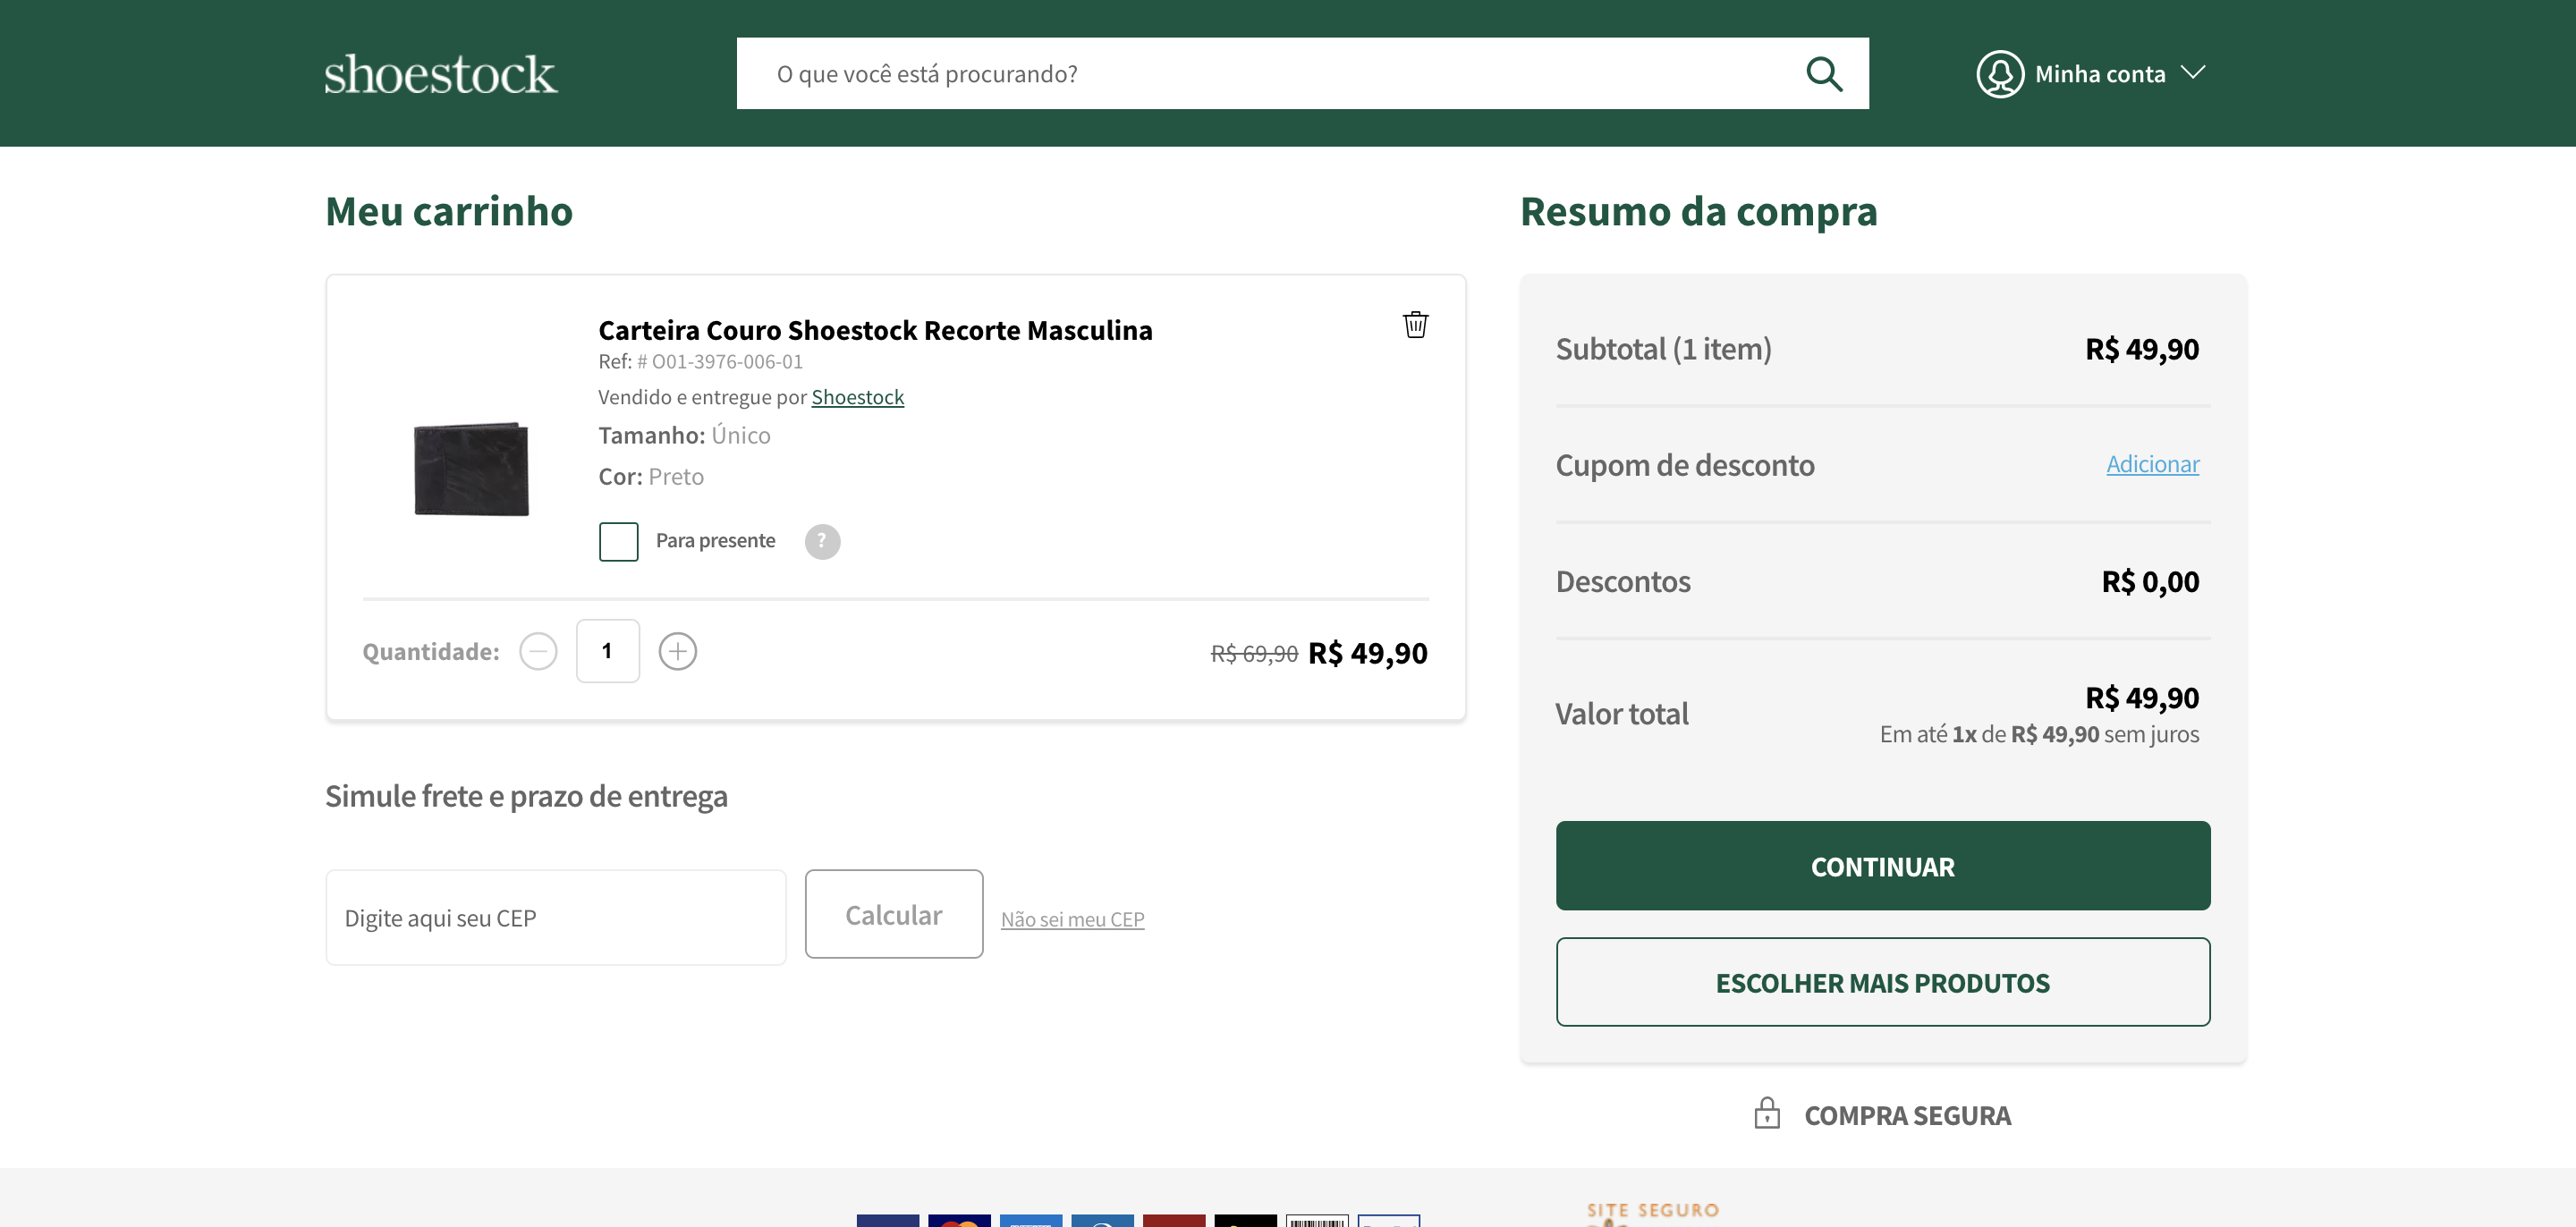 shoestock
O que você está procurando?
Minha conta
Meu carrinho
Carteira Couro Shoestock Recorte Masculina
Ref: # O01-3976-006-01
Vendido e entregue por Shoestock
Tamanho: Único
Cor: Preto
Para presente
?
Quantidade: 1
R$ 69,90 R$ 49,90
Simule frete e prazo de entrega
Digite aqui seu CEP
Calcular
Não sei meu CEP
Resumo da compra
Subtotal (1 item) R$ 49,90
Cupom de desconto Adicionar
Descontos R$ 0,00
Valor total R$ 49,90
Em até 1x de R$ 49,90 sem juros
CONTINUAR
ESCOLHER MAIS PRODUTOS
COMPRA SEGURA
SITE SEGURO